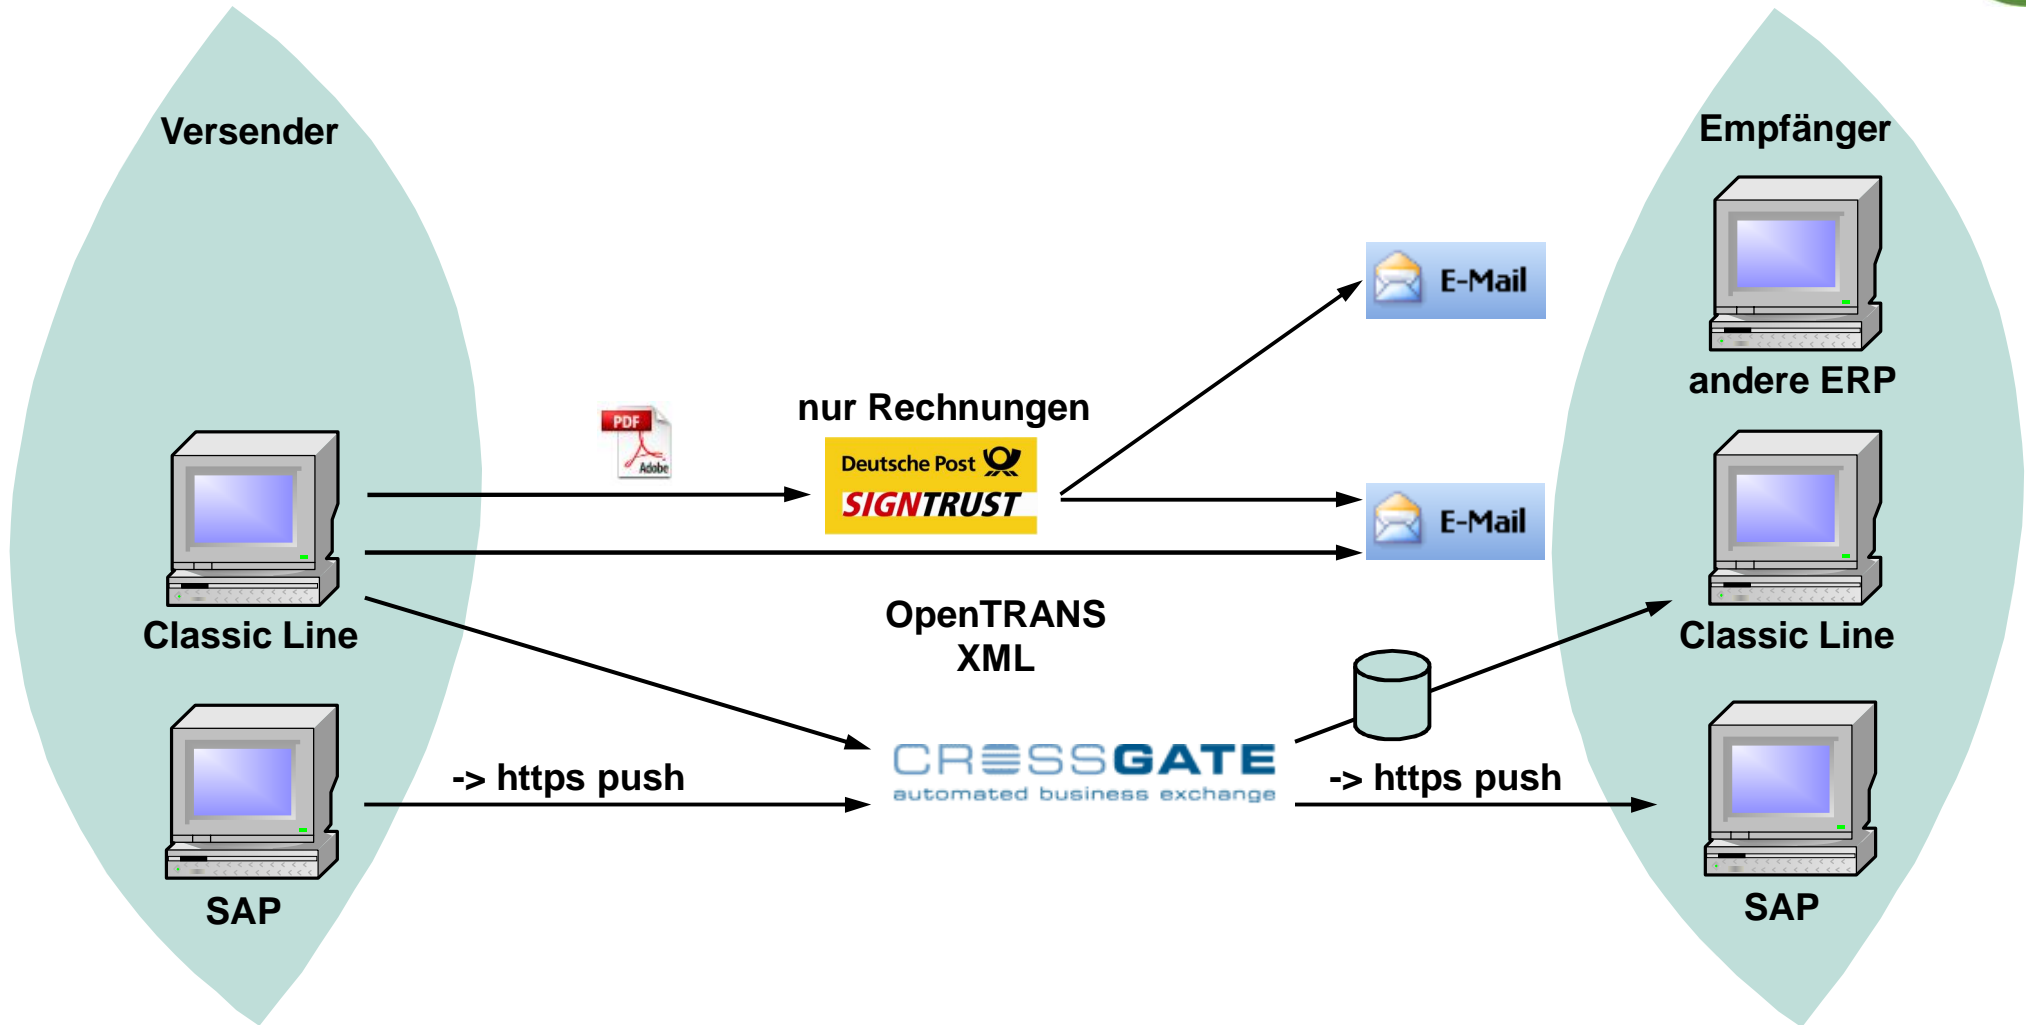 Versender
Empfänger
E-Mail
andere ERP
nur Rechnungen
PDF
Adobe
Deutsche Post
SIGNTRUST
E-Mail
Classic Line
OpenTRANS
XML
Classic Line
-> https push
CROSSGATE
automated business exchange
-> https push
SAP
SAP